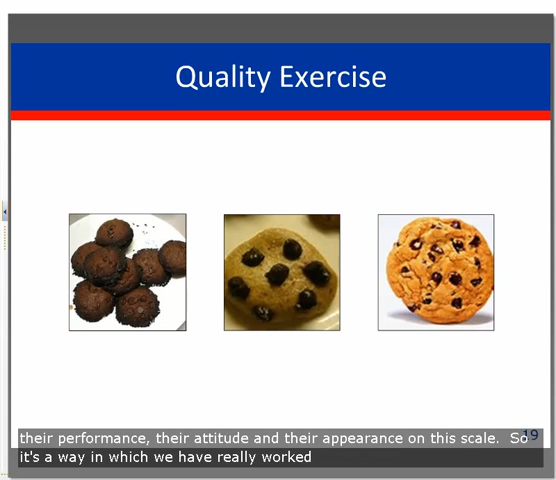 Quality Exercise
19
their performance, their attitude and their appearance on this scale.  So
it's a way in which we have really worked